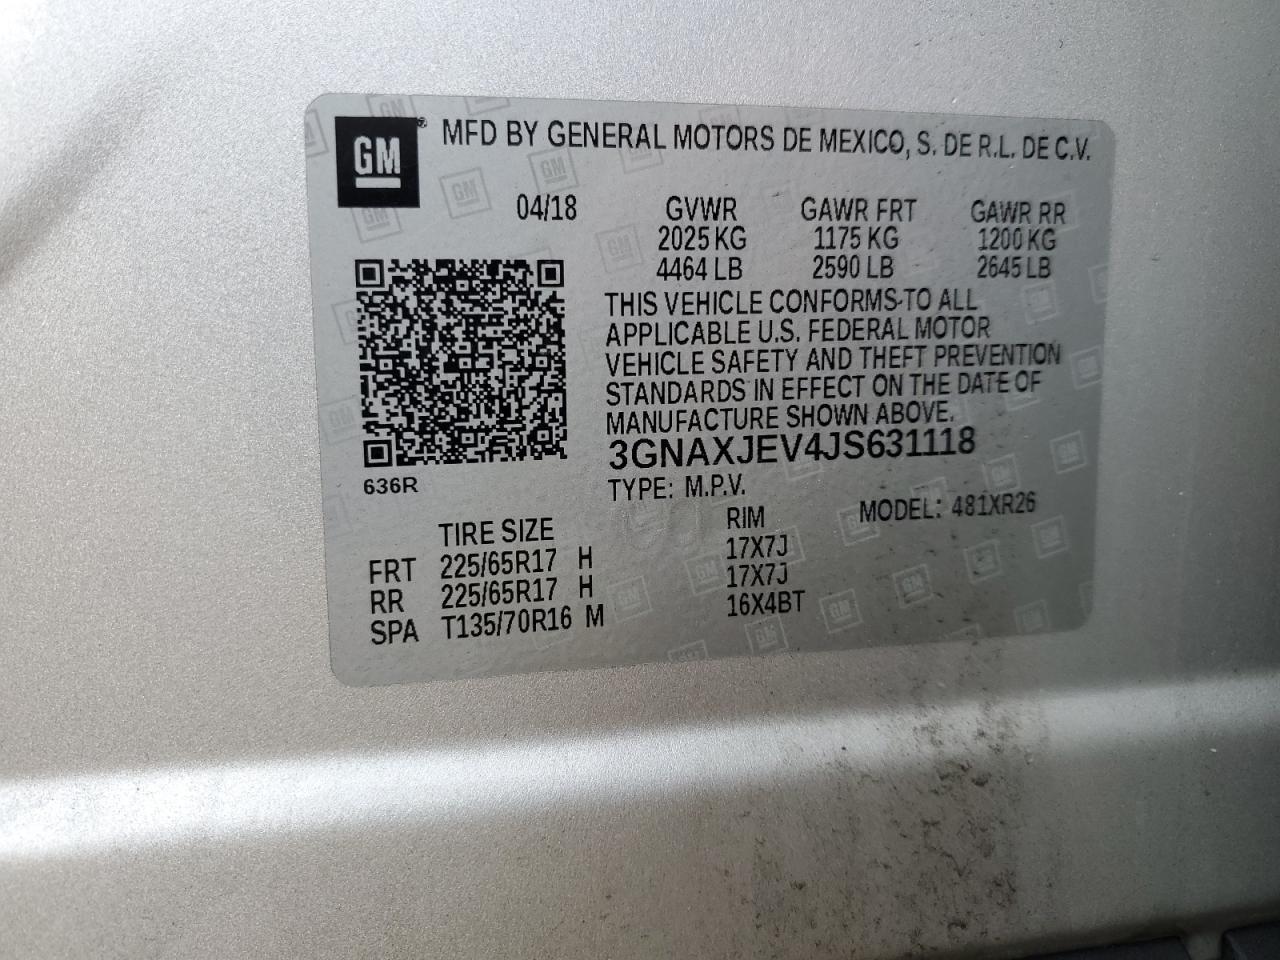 GM® MFD BY GENERAL MOTORS DE MEXICO, S. DE R.L. DE C.V.
04/18 GVWR GAWR FRT GAWR RR
2025 KG 1175 KG 1200 KG
4464 LB 2590 LB 2645 LB
THIS VEHICLE CONFORMS TO ALL
APPLICABLE U.S. FEDERAL MOTOR
VEHICLE SAFETY AND THEFT PREVENTION
STANDARDS IN EFFECT ON THE DATE OF
MANUFACTURE SHOWN ABOVE.
3GNAXJEV4JS631118
636R
TYPE: M.P.V. MODEL: 481XR26
TIRE SIZE RIM
FRT 225/65R17 H 17X7J
RR 225/65R17 H 17X7J
SPA T135/70R16 M 16X4BT